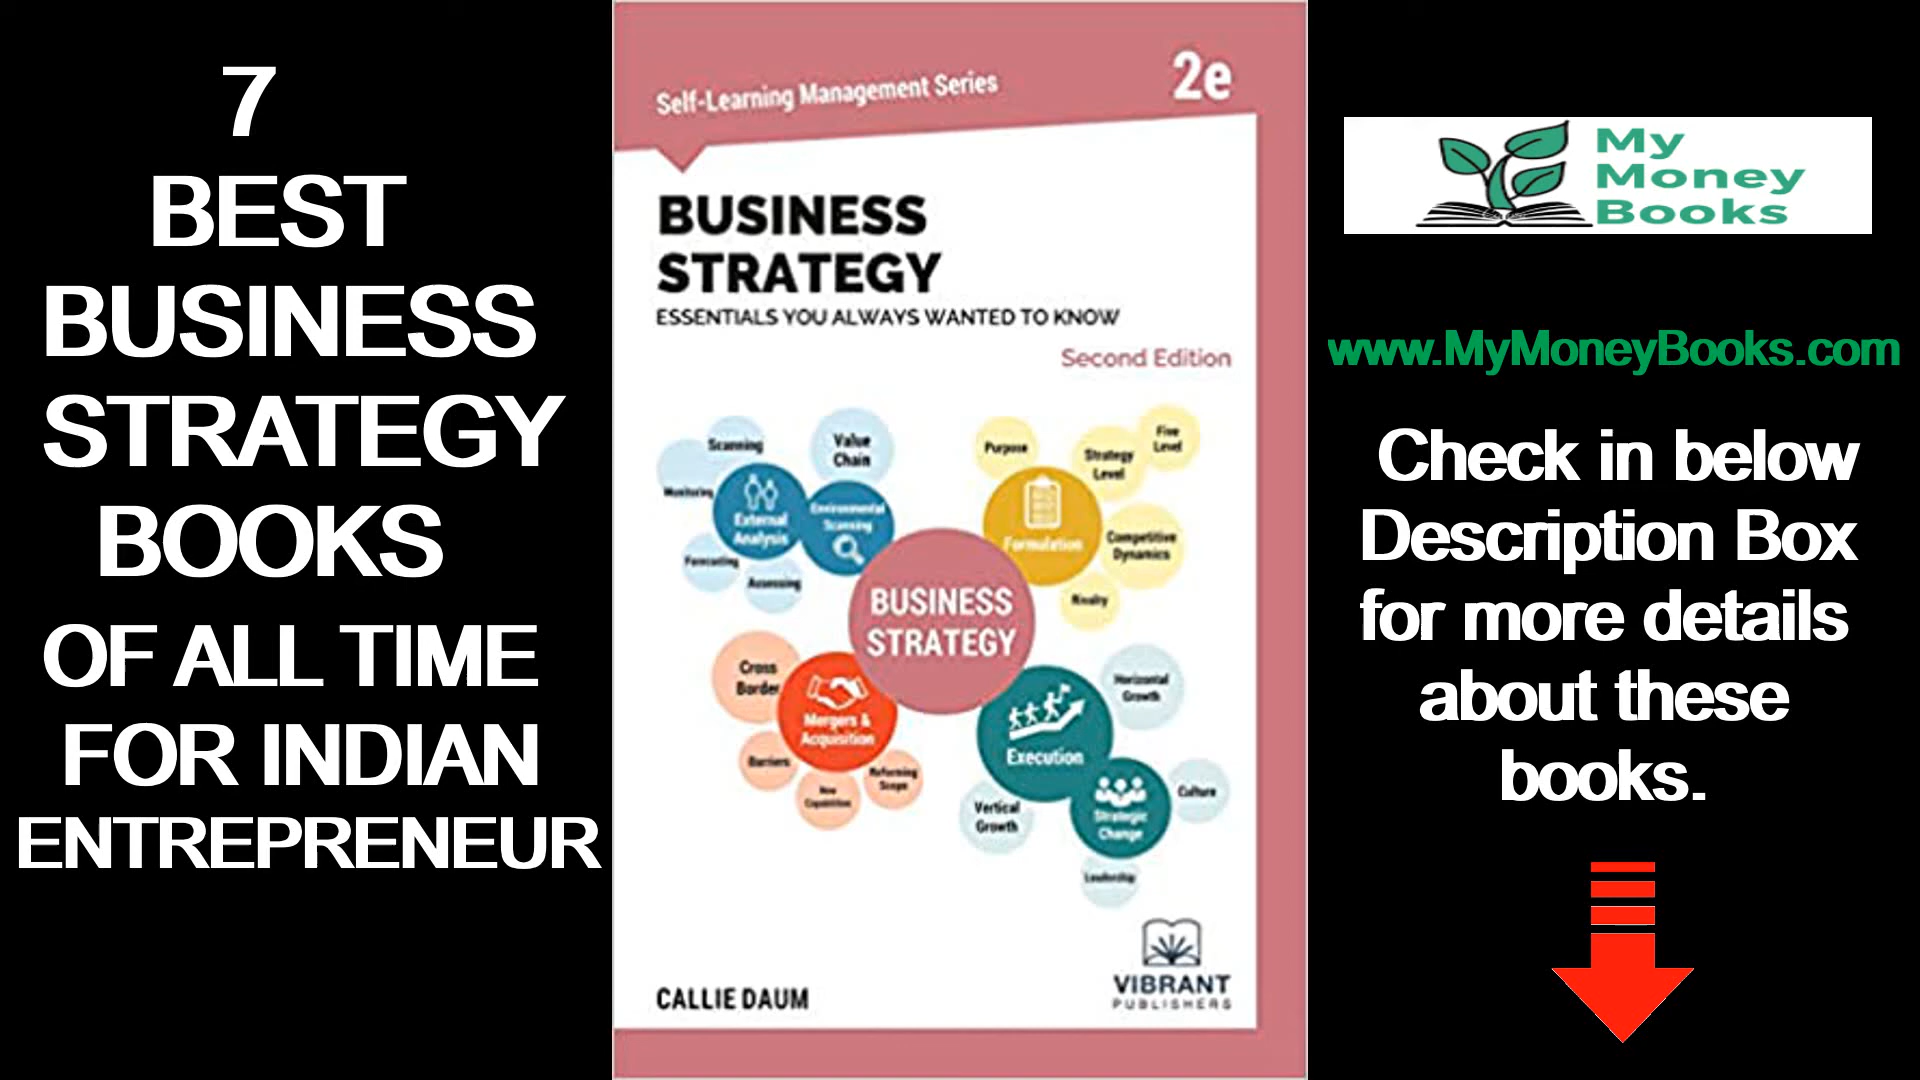 7
BEST
BUSINESS
STRATEGY
BOOKS
OF ALL TIME
FOR INDIAN
ENTREPRENEUR
Self-Learning Management Series
2e
BUSINESS
STRATEGY
ESSENTIALS YOU ALWAYS WANTED TO KNOW
Second Edition
Scanning
Monitoring
External
Analysis
Forecasting
Assessing
Value
Chain
Environmental
Scanning
Purpose
Strategy
Level
Five
Level
Formulation
Competitive
Dynamics
Rivalry
BUSINESS
STRATEGY
Cross
Border
Mergers &
Acquisition
Barriers
New
Capabilities
Reforming
Scope
Horizontal
Growth
Execution
Vertical
Growth
Strategic
Change
Culture
Leadership
CALLIE DAUM
VIBRANT
PUBLISHERS
My
Money
Books
www.MyMoneyBooks.com
Check in below
Description Box
for more details
about these
books.